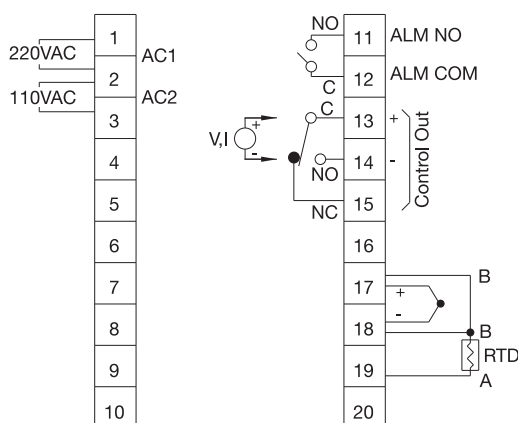 1
220VAC
AC1
2
110VAC
AC2
3
4
5
6
7
8
9
10
NO
11 ALM NO
12 ALM COM
C
C
13 +
V,I
+
-
14 -
NO
Control Out
NC
15
16
17
B
+
-
18
B
RTD
19
A
20